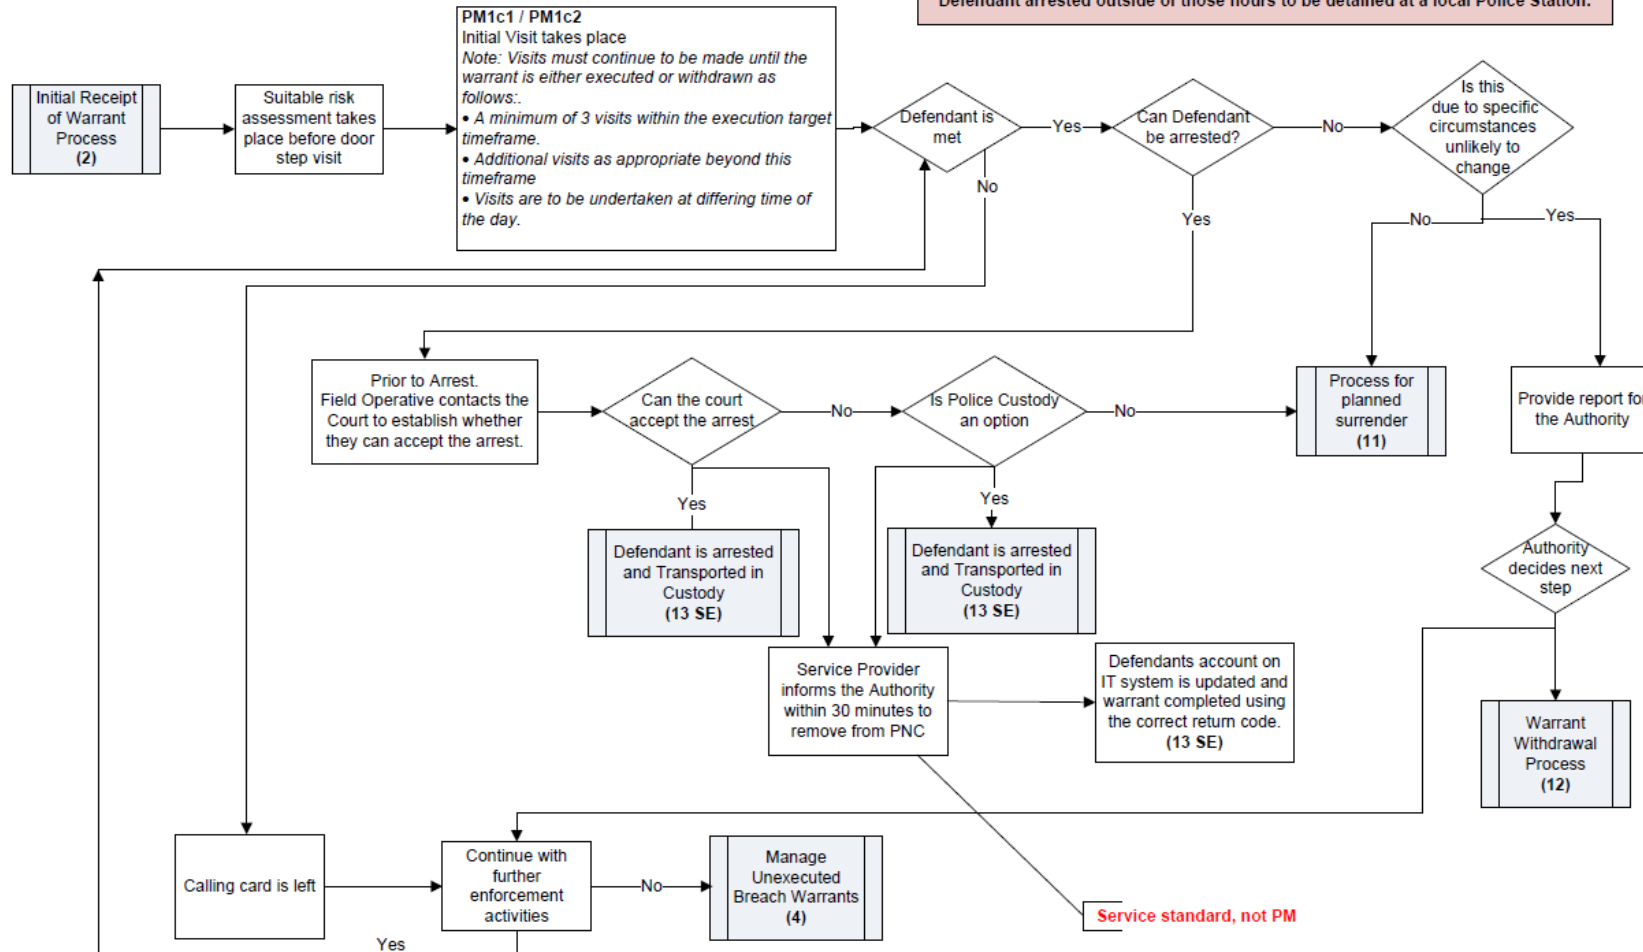 Defendant arrested outside of those hours to be detained at a local Police Station.
PM1c1 / PM1c2
Initial Visit takes place
Note: Visits must continue to be made until the
warrant is either executed or withdrawn as
follows:.
• A minimum of 3 visits within the execution target
timeframe.
• Additional visits as appropriate beyond this
timeframe
• Visits are to be undertaken at differing time of
the day.
Initial Receipt
of Warrant
Process
(2)
Suitable risk
assessment takes
place before door
step visit
Defendant is
met
Yes
Can Defendant
be arrested?
No
Is this
due to specific
circumstances
unlikely to
change
No
Yes
No
Yes
Prior to Arrest.
Field Operative contacts the
Court to establish whether
they can accept the arrest.
Can the court
accept the arrest
No
Is Police Custody
an option
No
Process for
planned
surrender
(11)
Provide report for
the Authority
Yes
Yes
Defendant is arrested
and Transported in
Custody
(13 SE)
Defendant is arrested
and Transported in
Custody
(13 SE)
Authority
decides next
step
Service Provider
informs the Authority
within 30 minutes to
remove from PNC
Defendants account on
IT system is updated and
warrant completed using
the correct return code.
(13 SE)
Warrant
Withdrawal
Process
(12)
Calling card is left
Continue with
further
enforcement
activities
No
Manage
Unexecuted
Breach Warrants
(4)
Service standard, not PM
Yes